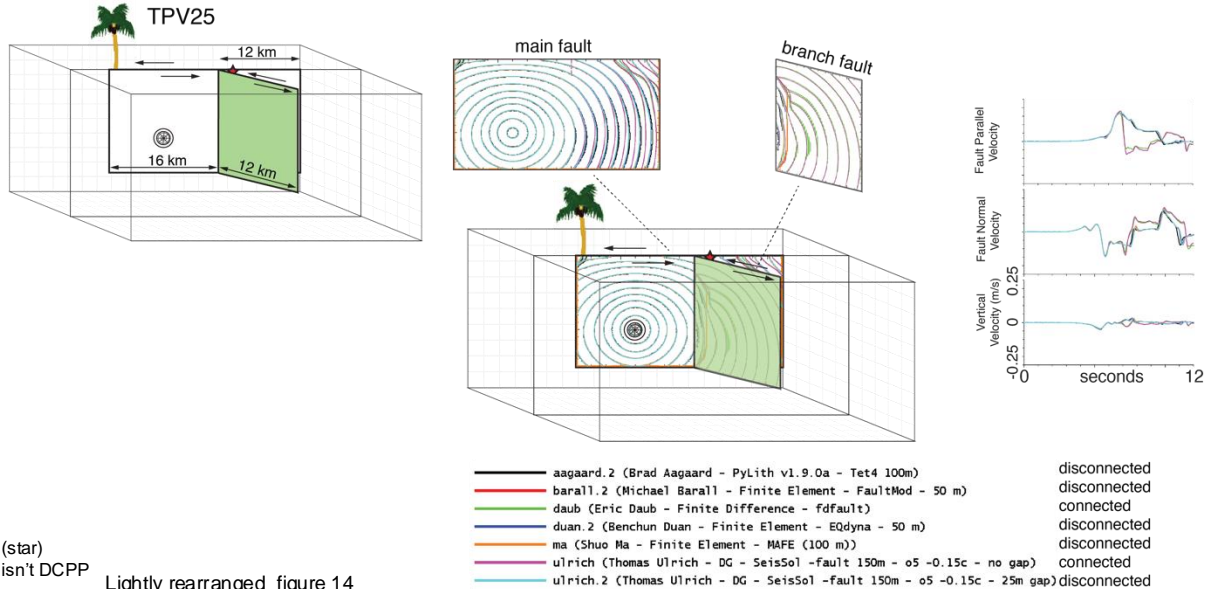 TPV25
12 km
16 km
12 km
main fault
branch fault
Fault Parallel
Velocity
Fault Normal
Velocity
Vertical
Velocity (m/s)
0.25
0
-0.25
0
seconds
12
aagaard.2 (Brad Aagaard - PyLith v1.9.0a - Tet4 100m) disconnected
barall.2 (Michael Barall - Finite Element - FaultMod - 50 m) disconnected
daub (Eric Daub - Finite Difference - fdfault) connected
duan.2 (Benchun Duan - Finite Element - EQdyna - 50 m) disconnected
ma (Shuo Ma - Finite Element - MAFE (100 m)) disconnected
ulrich (Thomas Ulrich - DG - SeisSol -fault 150m - o5 -0.15c - no gap) connected
ulrich.2 (Thomas Ulrich - DG - SeisSol -fault 150m - o5 -0.15c - 25m gap) disconnected
(star)
isn't DCPP
Lightly rearranged figure 14